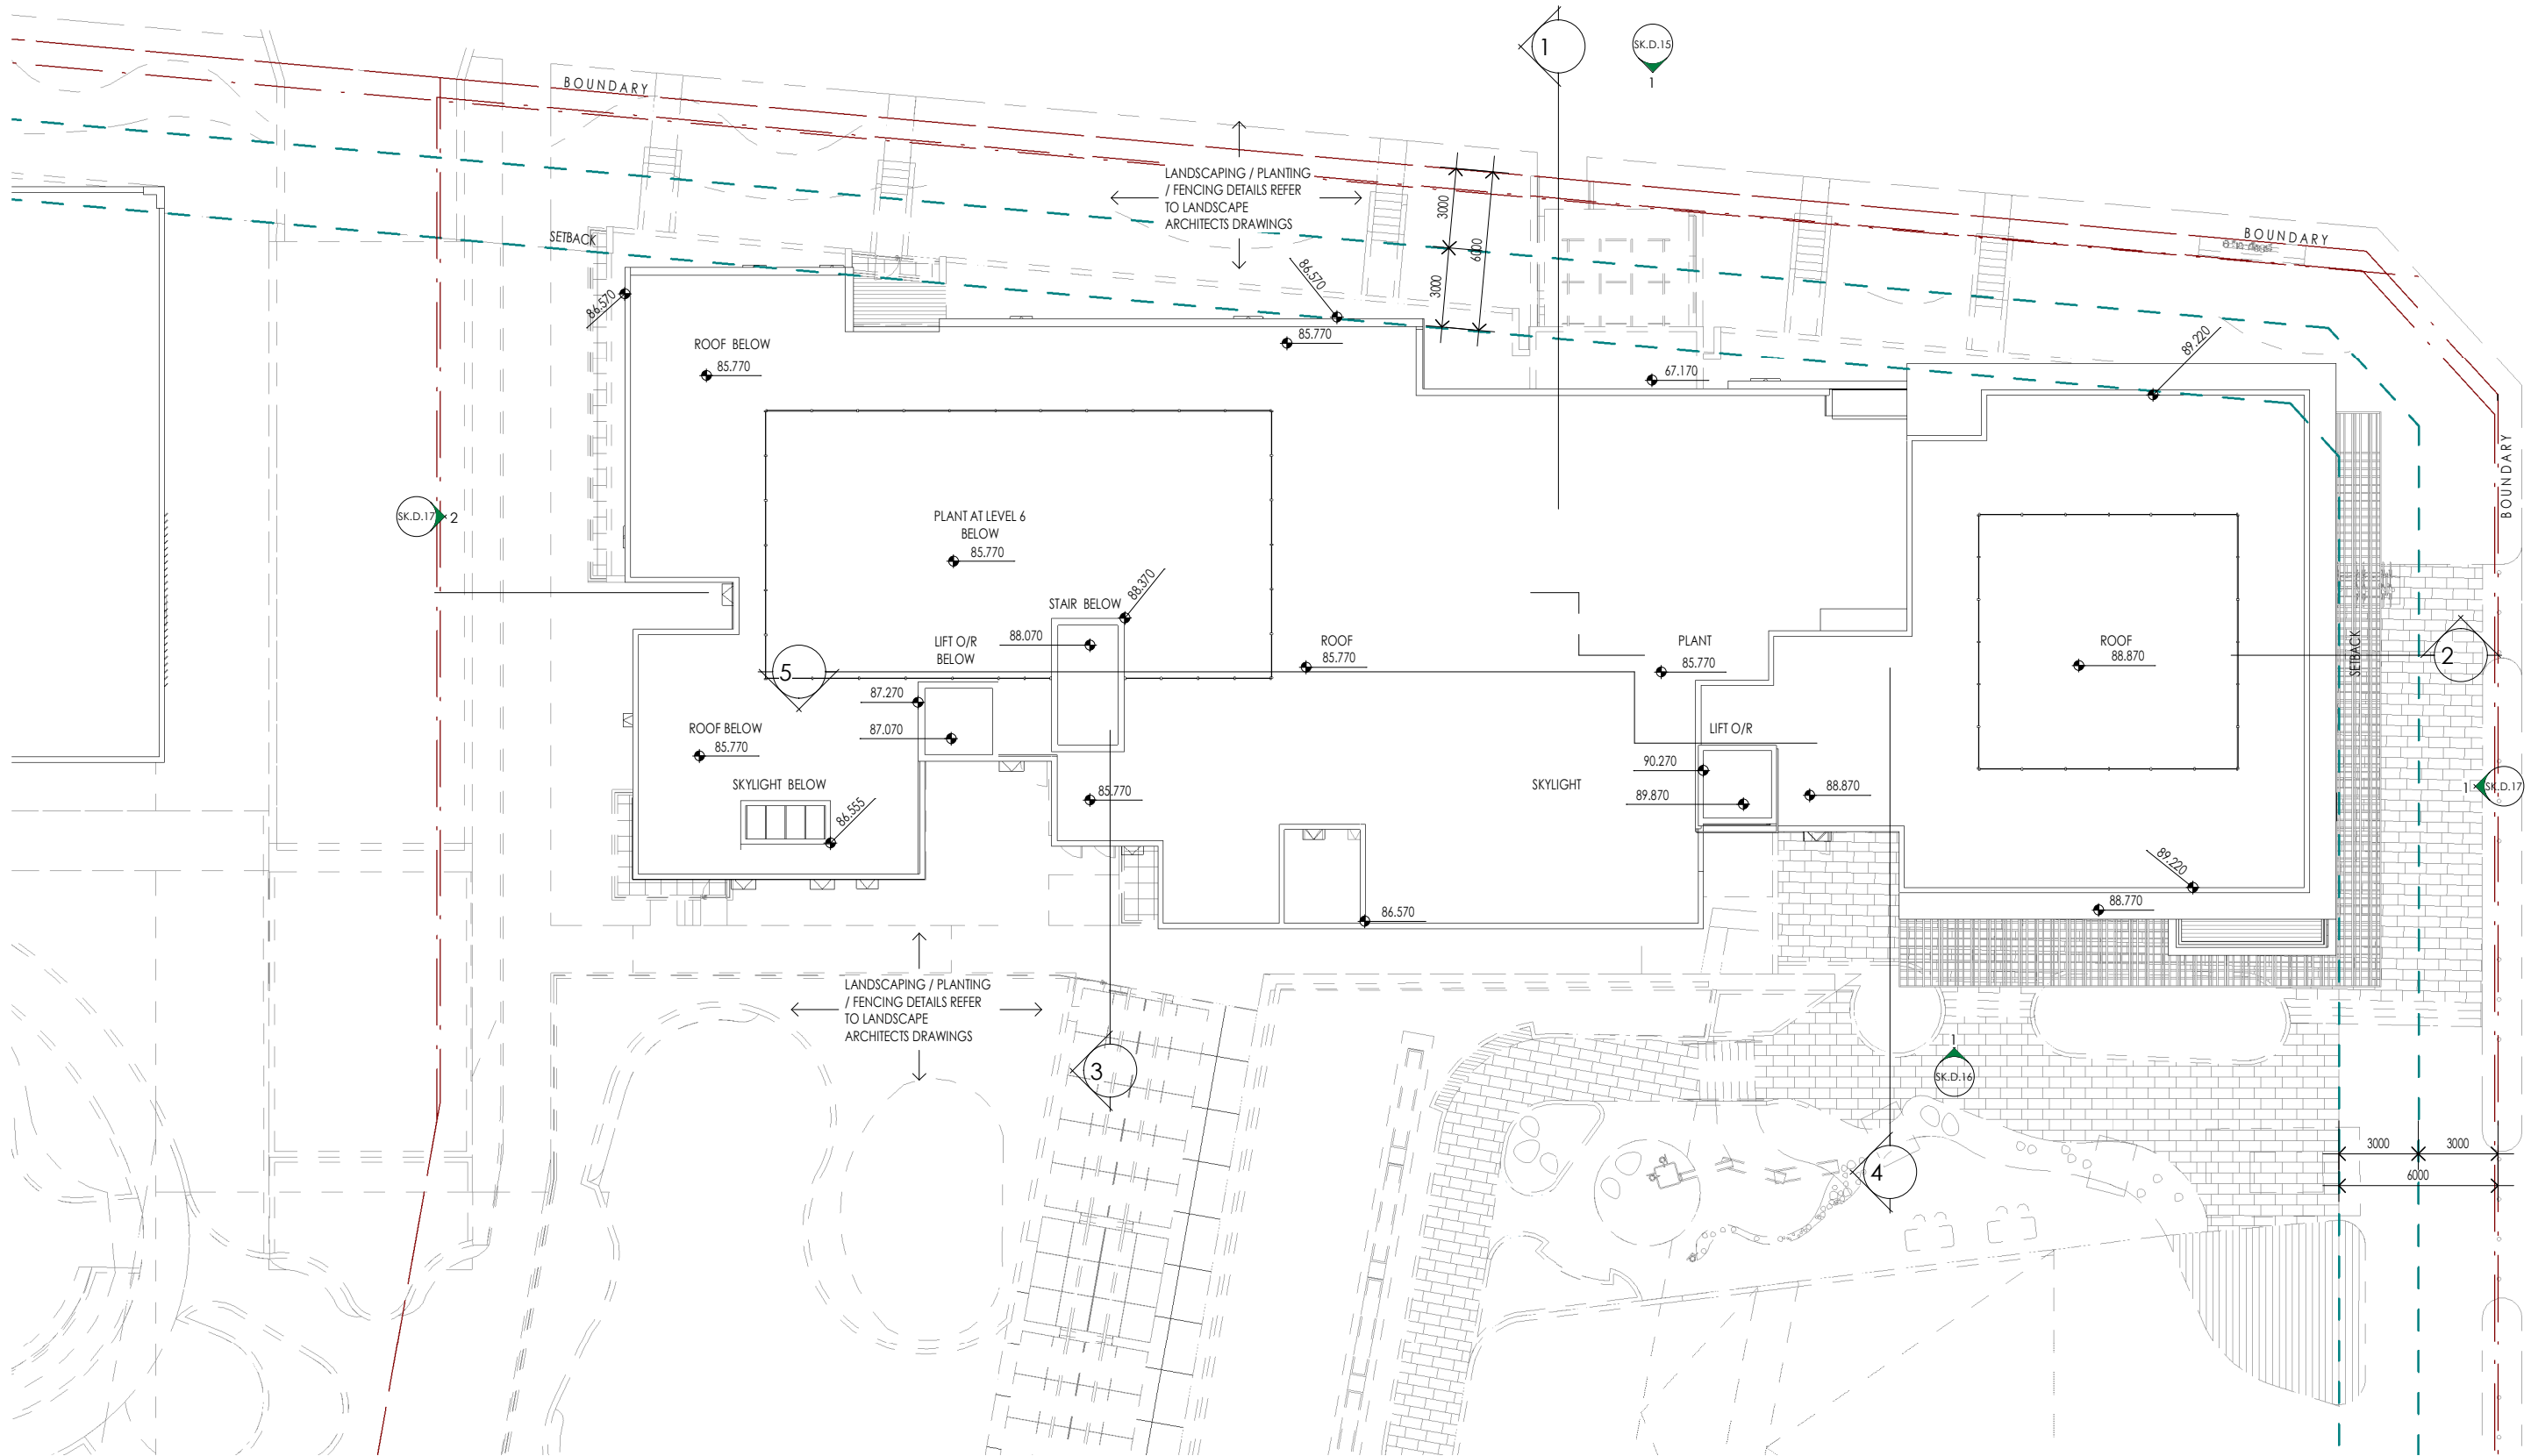 1
SK.D.15
1
BOUNDARY
LANDSCAPING / PLANTING
/ FENCING DETAILS REFER
TO LANDSCAPE
ARCHITECTS DRAWINGS
3000
6000
3000
SETBACK
BOUNDARY
86.570
86.570
85.770
89.220
ROOF BELOW
85.770
67.170
BOUNDARY
SK.D.17
2
PLANT AT LEVEL 6
BELOW
85.770
STAIR BELOW
88.370
LIFT O/R
BELOW
88.070
ROOF
85.770
PLANT
85.770
ROOF
88.870
SETBACK
2
5
87.270
87.070
ROOF BELOW
85.770
LIFT O/R
90.270
89.870
88.870
SKYLIGHT BELOW
86.555
85.770
SKYLIGHT
1
SK.D.17
89.220
88.770
86.570
LANDSCAPING / PLANTING
/ FENCING DETAILS REFER
TO LANDSCAPE
ARCHITECTS DRAWINGS
3
1
SK.D.16
4
3000
3000
6000